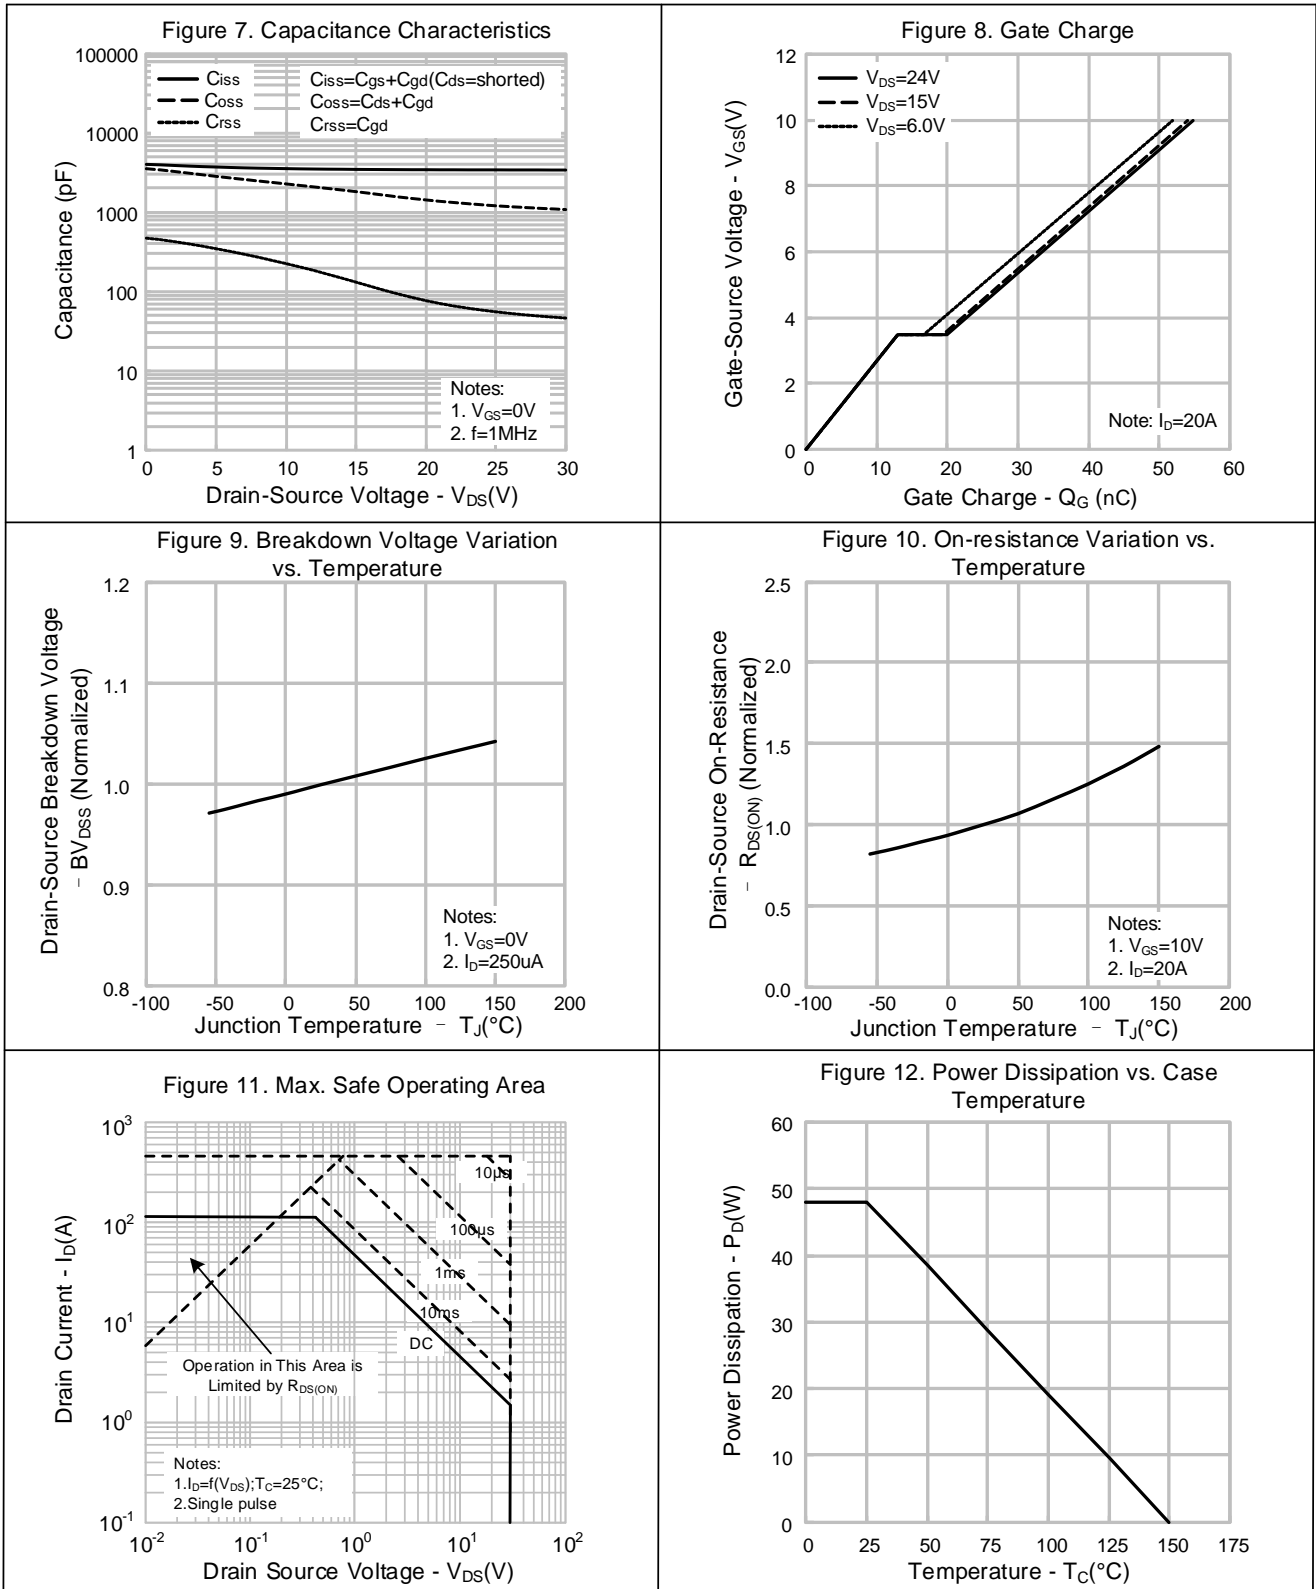 Figure 7. Capacitance Characteristics
100000
10000
1000
100
10
1
Capacitance (pF)
Ciss
Coss
Crss
Ciss=Cgs+Cgd(Cds=shorted)
Coss=Cds+Cgd
Crss=Cgd
Notes:
1. VGS=0V
2. f=1MHz
0 5 10 15 20 25 30
Drain-Source Voltage - VDS(V)
Figure 8. Gate Charge
12
10
8
6
4
2
0
Gate-Source Voltage - VGS(V)
VDS=24V
VDS=15V
VDS=6.0V
Note: ID=20A
0 10 20 30 40 50 60
Gate Charge - QG (nC)
Figure 9. Breakdown Voltage Variation
vs. Temperature
1.2
1.1
1.0
0.9
0.8
Drain-Source Breakdown Voltage
– BVDSS (Normalized)
Notes:
1. VGS=0V
2. ID=250uA
-100 -50 0 50 100 150 200
Junction Temperature – TJ(°C)
Figure 10. On-resistance Variation vs.
Temperature
2.5
2.0
1.5
1.0
0.5
0.0
Drain-Source On-Resistance
– RDS(ON) (Normalized)
Notes:
1. VGS=10V
2. ID=20A
-100 -50 0 50 100 150 200
Junction Temperature – TJ(°C)
Figure 11. Max. Safe Operating Area
10³
10²
10¹
10⁰
10⁻¹
Drain Current - ID(A)
10µs
100µs
1ms
10ms
DC
Operation in This Area is
Limited by RDS(ON)
Notes:
1.ID=f(VDS);TC=25°C;
2.Single pulse
10⁻² 10⁻¹ 10⁰ 10¹ 10²
Drain Source Voltage - VDS(V)
Figure 12. Power Dissipation vs. Case
Temperature
60
50
40
30
20
10
0
Power Dissipation - PD(W)
0 25 50 75 100 125 150 175
Temperature - TC(°C)